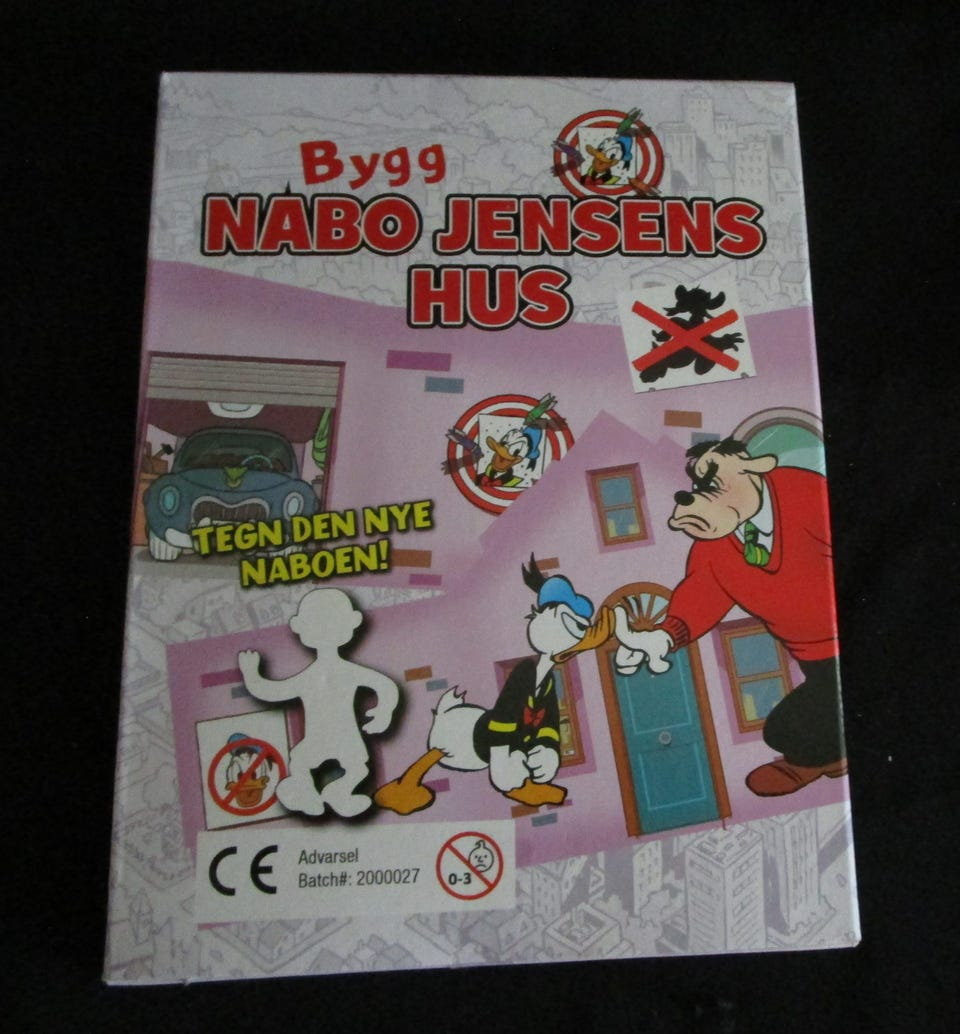 Bygg
NABO JENSENS
HUS
TEGN DEN NYE
NABOEN!
CE
Advarsel
Batch#: 2000027
0-3